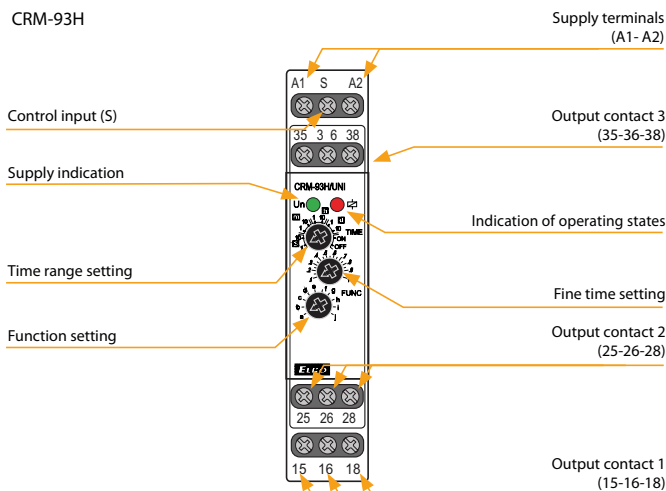 CRM-93H
Supply terminals
(A1- A2)
A1 S A2
Control input (S)
Output contact 3
(35-36-38)
35 3 6 38
Supply indication
CRM-93H/UNI
Un
Indication of operating states
TIME
ON
OFF
Time range setting
Fine time setting
FUNC
Function setting
Output contact 2
(25-26-28)
25 26 28
Output contact 1
(15-16-18)
15 16 18